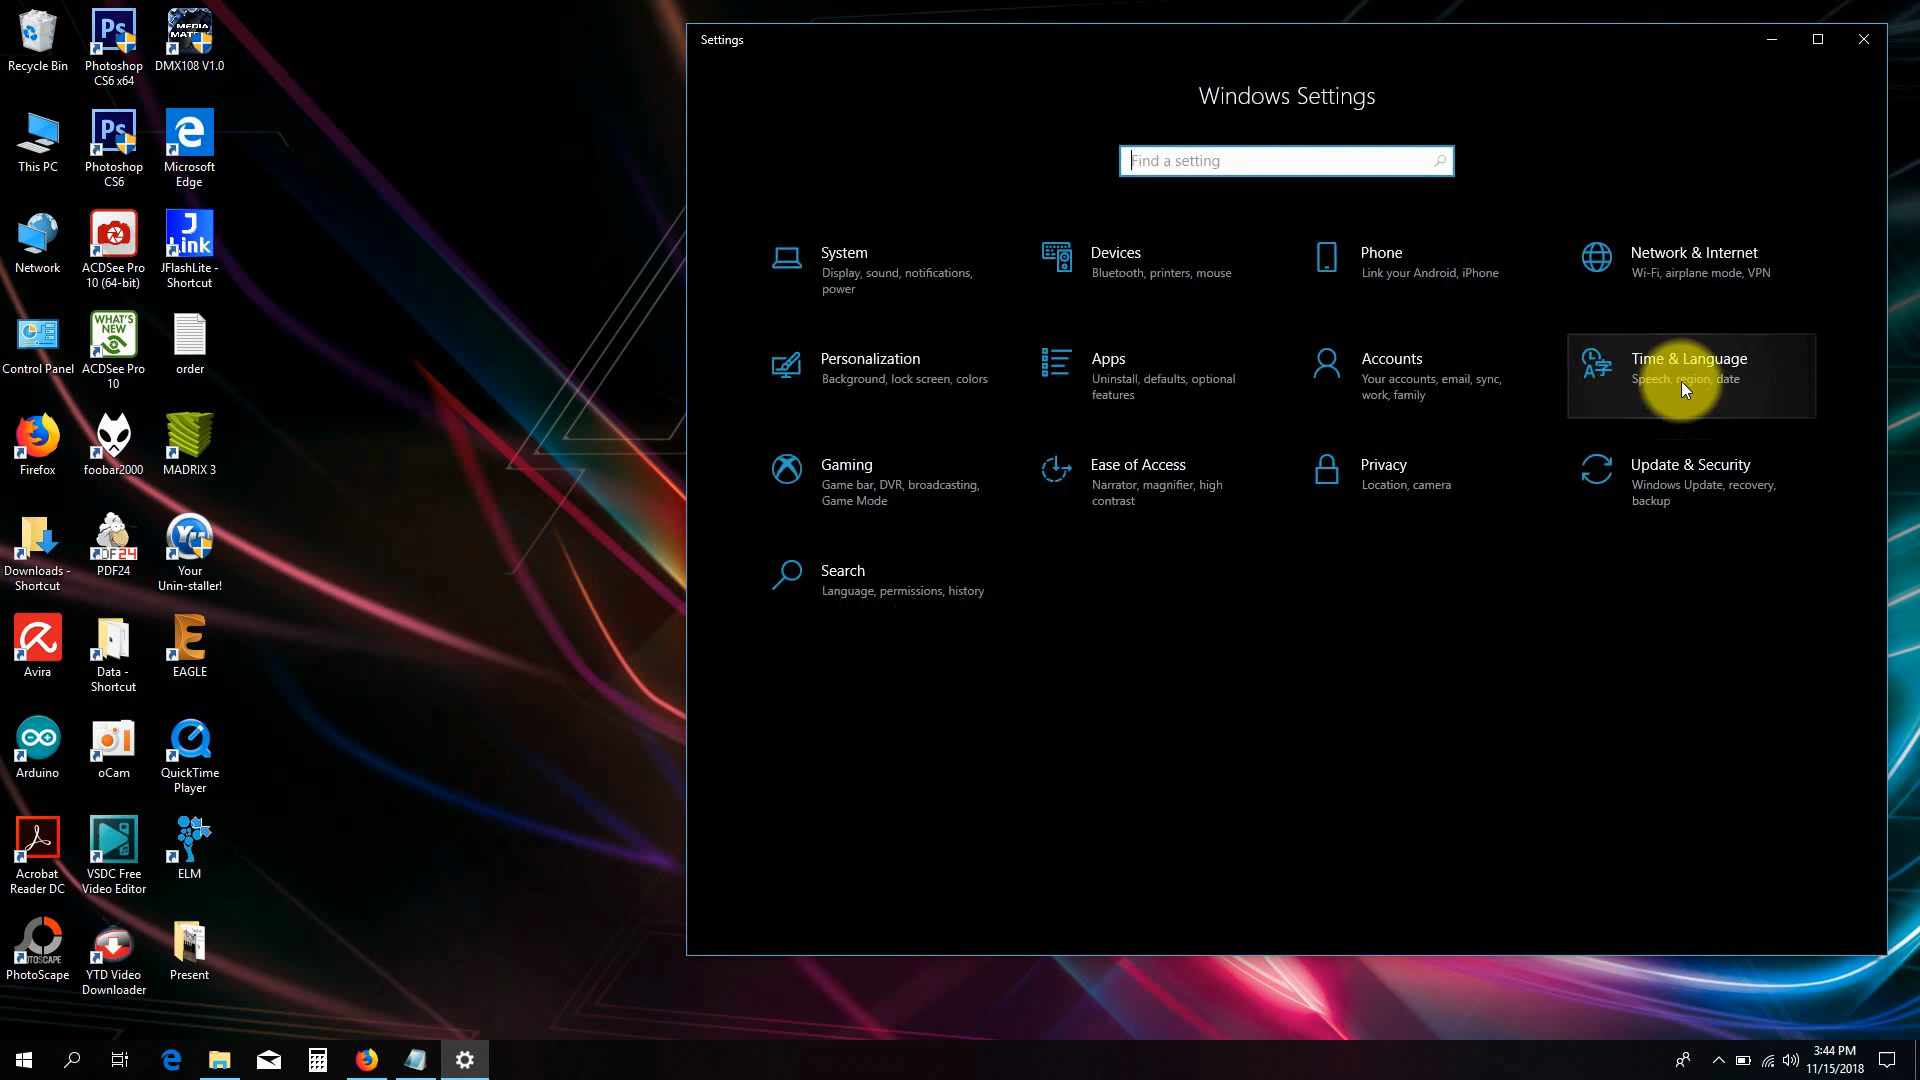 Recycle Bin
Photoshop
CS6 x64
MEDIA
DMX108 V1.0
This PC
Photoshop
CS6
Microsoft
Edge
Network
ACDSee Pro
10 (64-bit)
J
Link
JFlashLite -
Shortcut
Control Panel
WHAT'S
NEW
ACDSee Pro
10
order
Firefox
foobar2000
MADRIX 3
Downloads -
Shortcut
PDF24
Your
Unin-staller!
Avira
Data -
Shortcut
EAGLE
Arduino
oCam
QuickTime
Player
Acrobat
Reader DC
VSDC Free
Video Editor
ELM
PhotoScape
YTD Video
Downloader
Present
Settings
Windows Settings
Find a setting
System
Display, sound, notifications,
power
Devices
Bluetooth, printers, mouse
Phone
Link your Android, iPhone
Network & Internet
Wi-Fi, airplane mode, VPN
Personalization
Background, lock screen, colors
Apps
Uninstall, defaults, optional
features
Accounts
Your accounts, email, sync,
work, family
Time & Language
Speech, region, date
Gaming
Game bar, DVR, broadcasting,
Game Mode
Ease of Access
Narrator, magnifier, high
contrast
Privacy
Location, camera
Update & Security
Windows Update, recovery,
backup
Search
Language, permissions, history
3:44 PM
11/15/2018